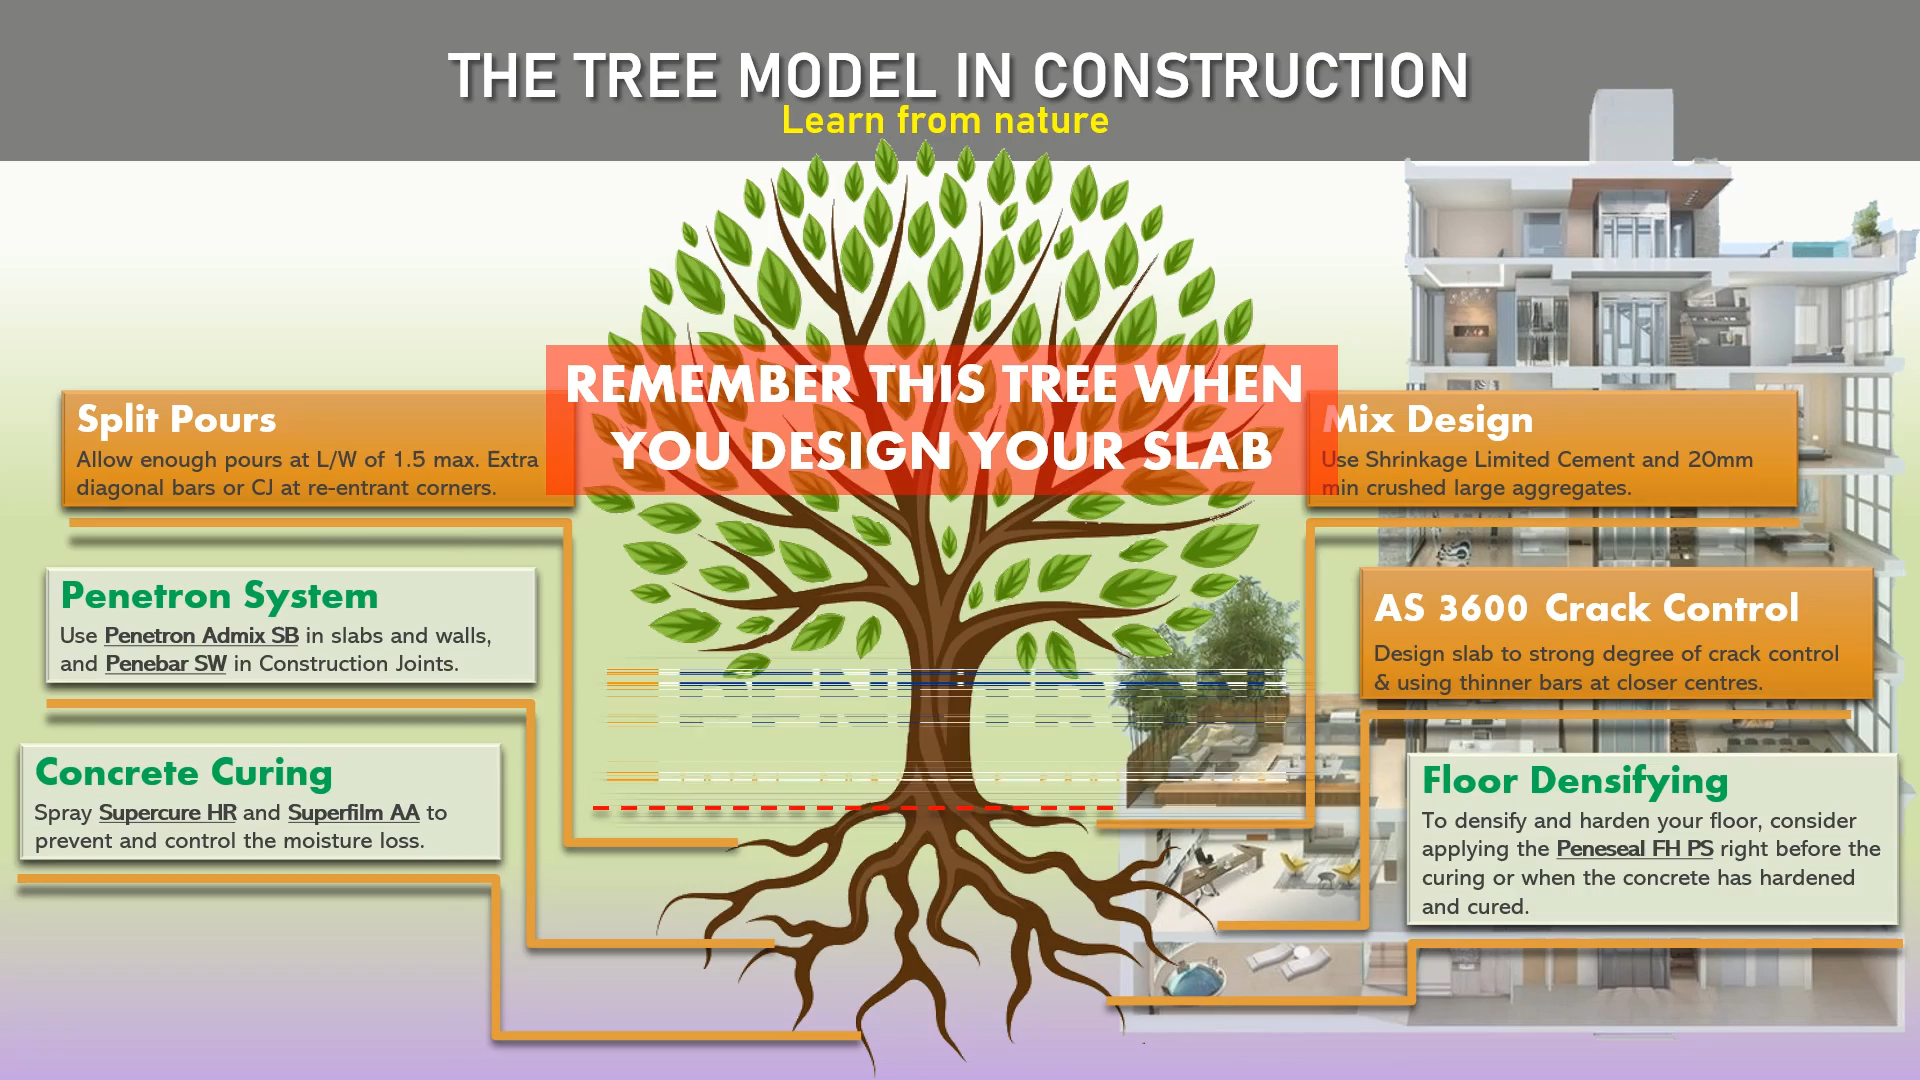 THE TREE MODEL IN CONSTRUCTION
Learn from nature
REMEMBER THIS TREE WHEN
YOU DESIGN YOUR SLAB
Split Pours
Allow enough pours at L/W of 1.5 max. Extra
diagonal bars or CJ at re-entrant corners.
Penetron System
Use Penetron Admix SB in slabs and walls,
and Penebar SW in Construction Joints.
Concrete Curing
Spray Supercure HR and Superfilm AA to
prevent and control the moisture loss.
Mix Design
Use Shrinkage Limited Cement and 20mm
min crushed large aggregates.
AS 3600 Crack Control
Design slab to strong degree of crack control
& using thinner bars at closer centres.
Floor Densifying
To densify and harden your floor, consider
applying the Peneseal FH PS right before the
curing or when the concrete has hardened
and cured.